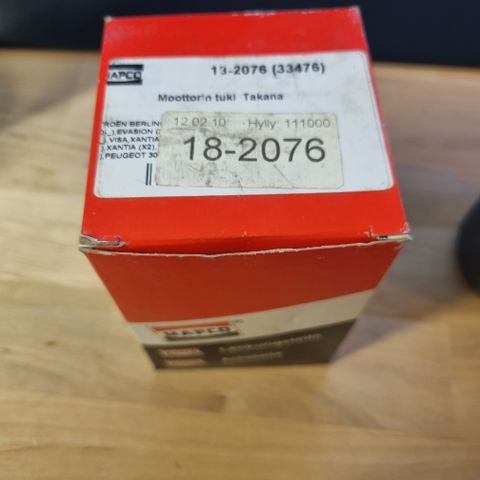 MAPCO
18-2076 (33476)
Moottorin tuki Takana
ROEN BERLING
),EVASION (
),VISA,XANTIA
),XANTIA (X2),
),PEUGEOT 30
12.02.10 Hylly: 111000
18-2076
MAPCO®